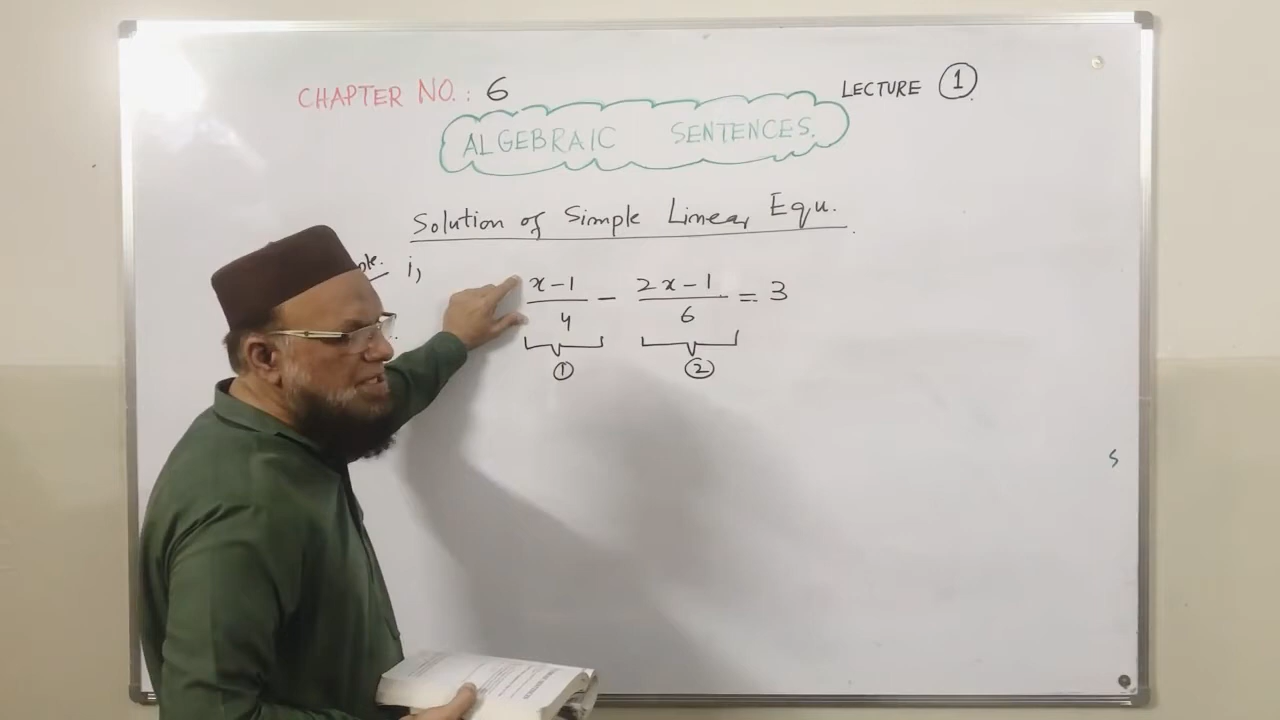 CHAPTER NO.: 6
LECTURE 1
ALGEBRAIC SENTENCES.
Solution of Simple Linear Equ.
i, x-1/4 - 2x-1/6 = 3
1 2
s